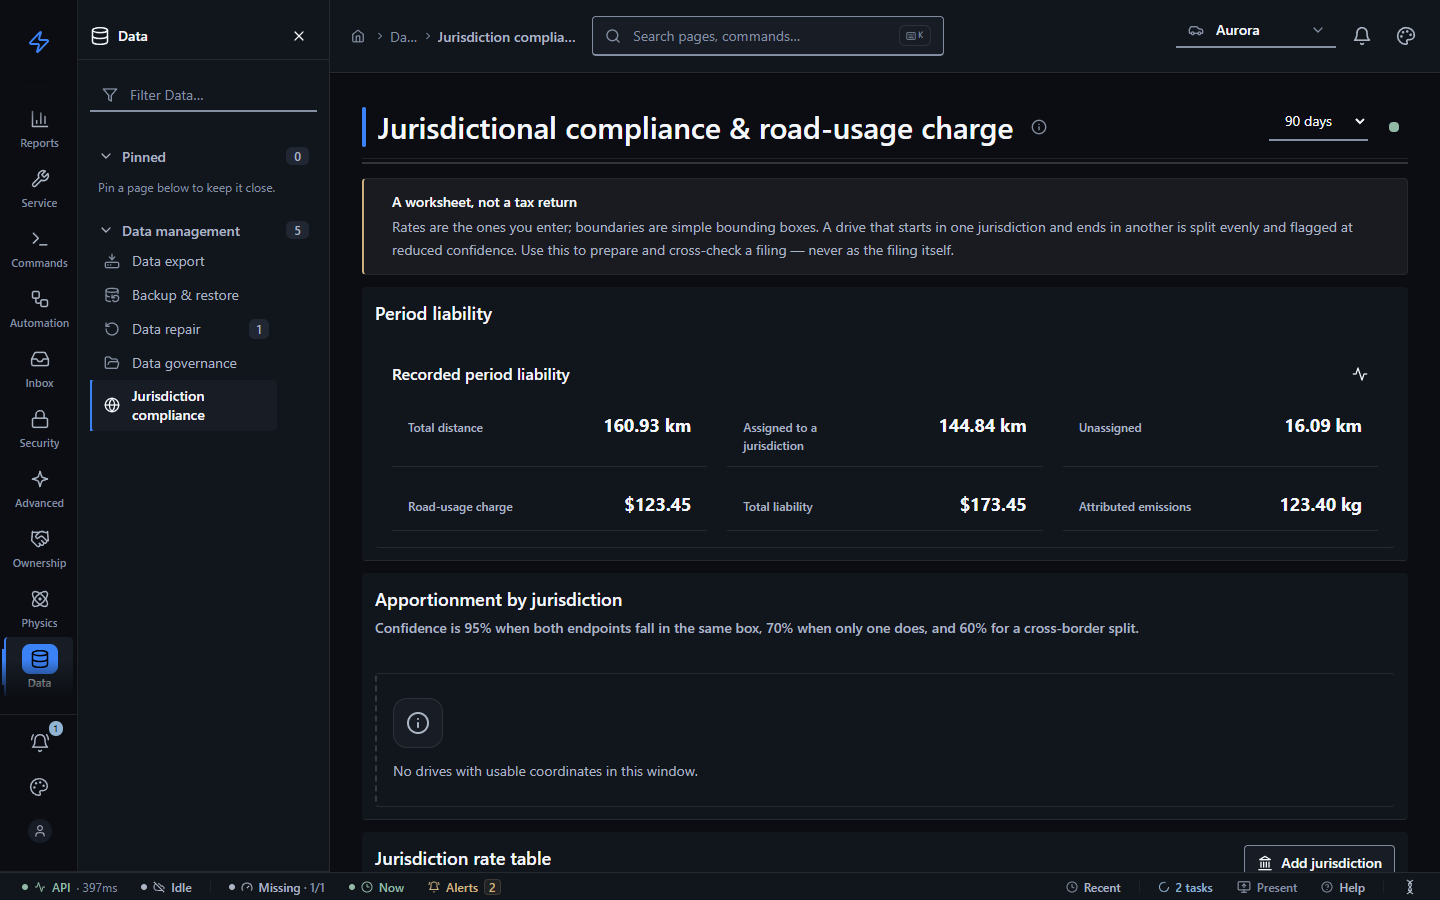 Reports
Service
Commands
Automation
Inbox
Security
Advanced
Ownership
Physics
Data
1
Data
Filter Data...
Pinned
0
Pin a page below to keep it close.
Data management
5
Data export
Backup & restore
Data repair
1
Data governance
Jurisdiction
compliance
Da...
Jurisdiction complia...
Search pages, commands...
K
Aurora
Jurisdictional compliance & road-usage charge
90 days
A worksheet, not a tax return
Rates are the ones you enter; boundaries are simple bounding boxes. A drive that starts in one jurisdiction and ends in another is split evenly and flagged at
reduced confidence. Use this to prepare and cross-check a filing — never as the filing itself.
Period liability
Recorded period liability
Total distance
160.93 km
Assigned to a
jurisdiction
144.84 km
Unassigned
16.09 km
Road-usage charge
$123.45
Total liability
$173.45
Attributed emissions
123.40 kg
Apportionment by jurisdiction
Confidence is 95% when both endpoints fall in the same box, 70% when only one does, and 60% for a cross-border split.
No drives with usable coordinates in this window.
Jurisdiction rate table
Add jurisdiction
API · 397ms
Idle
Missing · 1/1
Now
Alerts 2
Recent
2 tasks
Present
Help